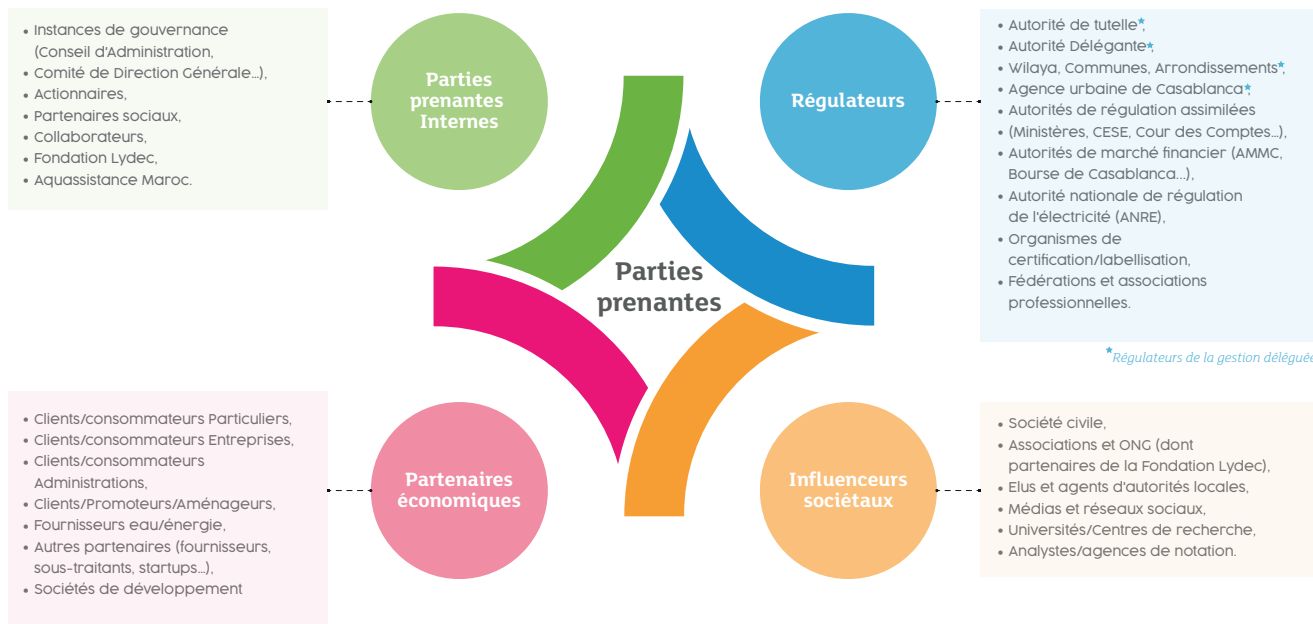 • Instances de gouvernance
(Conseil d'Administration,
• Comité de Direction Générale...),
• Actionnaires,
• Partenaires sociaux,
• Collaborateurs,
• Fondation Lydec,
• Aquassistance Maroc.
Parties
prenantes
Internes
Régulateurs
• Autorité de tutelle*,
• Autorité Délégante*,
• Wilaya, Communes, Arrondissements*,
• Agence urbaine de Casablanca*,
• Autorités de régulation assimilées
• (Ministères, CESE, Cour des Comptes...),
• Autorités de marché financier (AMMC,
Bourse de Casablanca...),
• Autorité nationale de régulation
de l'électricité (ANRE),
• Organismes de
certification/labellisation,
• Fédérations et associations
professionnelles.
*Régulateurs de la gestion déléguée
Parties
prenantes
• Clients/consommateurs Particuliers,
• Clients/consommateurs Entreprises,
• Clients/consommateurs
Administrations,
• Clients/Promoteurs/Aménageurs,
• Fournisseurs eau/énergie,
• Autres partenaires (fournisseurs,
sous-traitants, startups...),
• Sociétés de développement
Partenaires
économiques
Influenceurs
sociétaux
• Société civile,
• Associations et ONG (dont
partenaires de la Fondation Lydec),
• Elus et agents d'autorités locales,
• Médias et réseaux sociaux,
• Universités/Centres de recherche,
• Analystes/agences de notation.